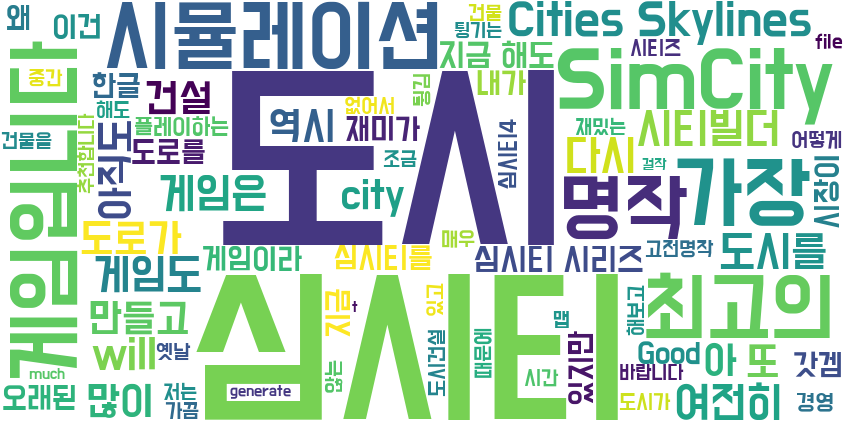 왜
이건
시뮬레이션
건물
튕기는
Cities Skylines
중간
한글
건설
지금 해도
내가
시티즈
file
SimCity
게임입니다
해도
튕김
없어서
역시
재미가
건물을
추천합니다
아직도
플레이하는
도로를
조금
심시티4
재밌는
시티빌더
어떻게
도시
다시
걸작
게임은
city
명작
가장
시장이
도로가
매우
게임이라
심시티를
심시티 시리즈
고전명작
도시를
게임도
심시티
최고의
만들고
지금
t
있고
맵
해보고
will
옛날
도시건설
때문에
있지만
Good
아
또
갓겜
much
generate
않는
시간
바랍니다
오래된
많이
저는
가끔
도시가
여전히
경영